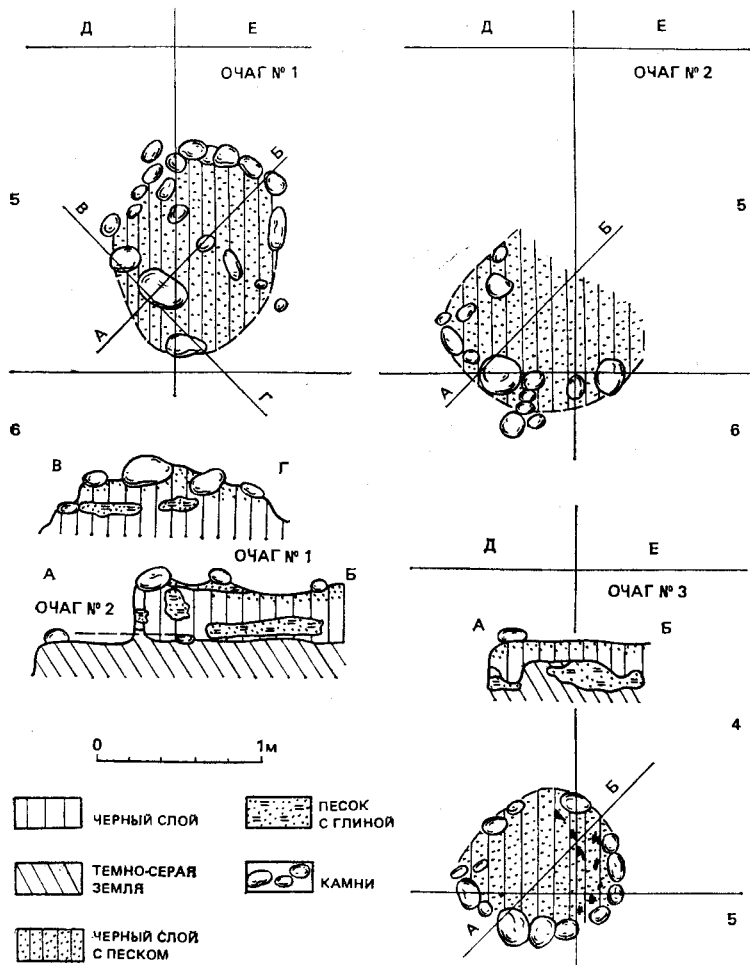 Д Е
ОЧАГ № 1
5
Б
В
А
Г
6
Д Е
ОЧАГ № 2
5
Б
А
6
В Г
ОЧАГ № 1
А Б
ОЧАГ № 2
0 1м
ЧЕРНЫЙ СЛОЙ
ТЕМНО-СЕРАЯ
ЗЕМЛЯ
ЧЕРНЫЙ СЛОЙ
С ПЕСКОМ
ПЕСОК
С ГЛИНОЙ
КАМНИ
Д Е
ОЧАГ № 3
А Б
4
Б
А
5